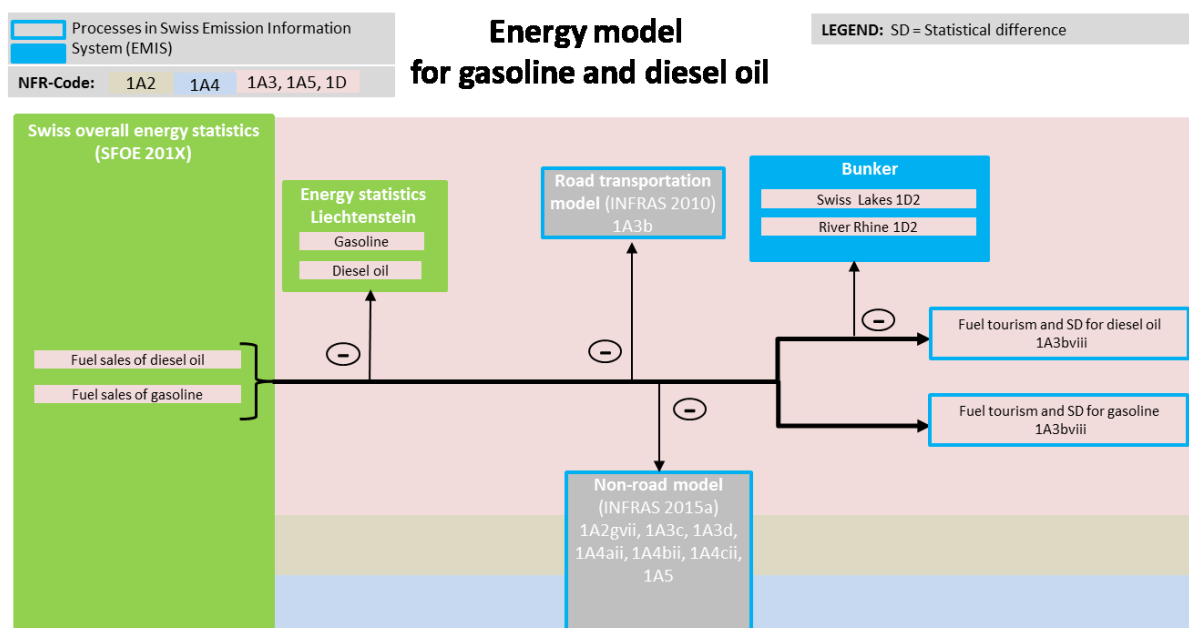 Processes in Swiss Emission Information
System (EMIS)
NFR-Code: 1A2 1A4 1A3, 1A5, 1D
Energy model
for gasoline and diesel oil
LEGEND: SD = Statistical difference
Swiss overall energy statistics
(SFOE 201X)
Energy statistics
Liechtenstein
Gasoline
Diesel oil
Road transportation
model (INFRAS 2010)
1A3b
Bunker
Swiss Lakes 1D2
River Rhine 1D2
Fuel sales of diesel oil
Fuel sales of gasoline
-
-
-
-
Fuel tourism and SD for diesel oil
1A3bviii
Fuel tourism and SD for gasoline
1A3bviii
Non-road model
(INFRAS 2015a)
1A2gvii, 1A3c, 1A3d,
1A4aii, 1A4bii, 1A4cii,
1A5